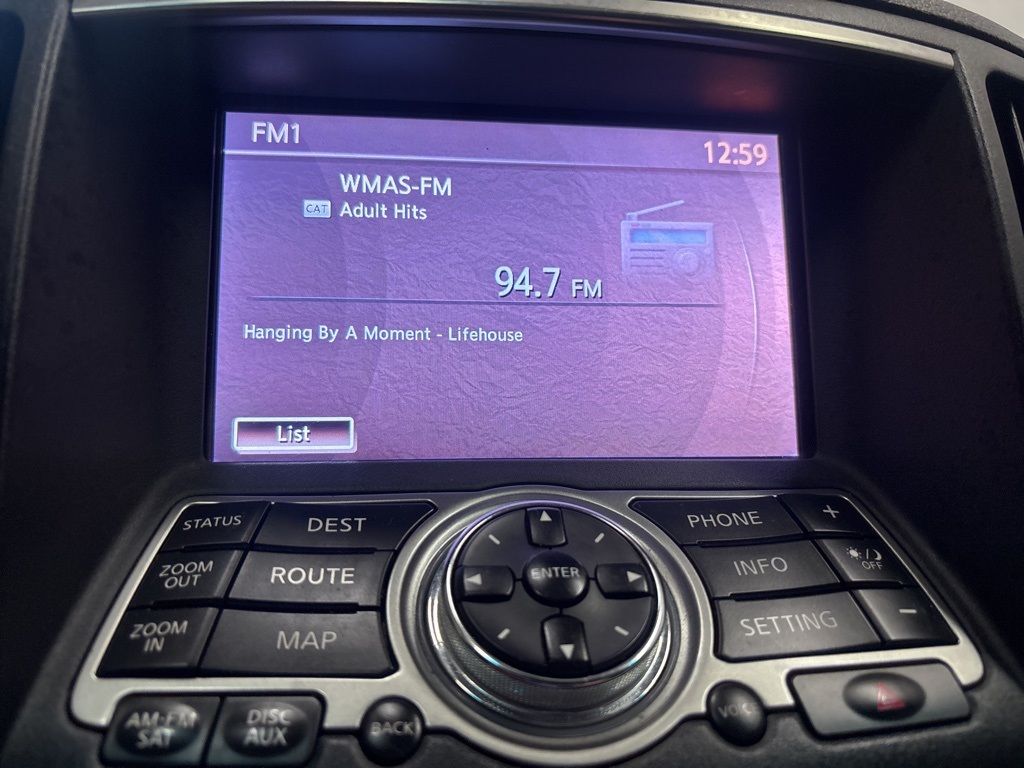 FM1
12:59
WMAS-FM
CAT Adult Hits
94.7 FM
Hanging By A Moment - Lifehouse
List
STATUS
DEST
ZOOM
OUT
ROUTE
ZOOM
IN
MAP
ENTER
PHONE
+
INFO
OFF
SETTING
−
AM·FM
SAT
DISC
AUX
BACK
VOICE